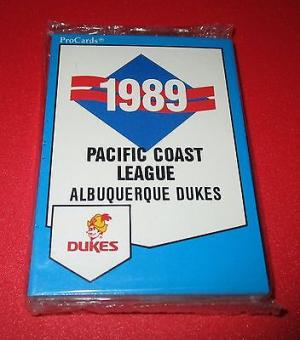 ProCards®
1989
PACIFIC COAST
LEAGUE
ALBUQUERQUE DUKES
DUKES